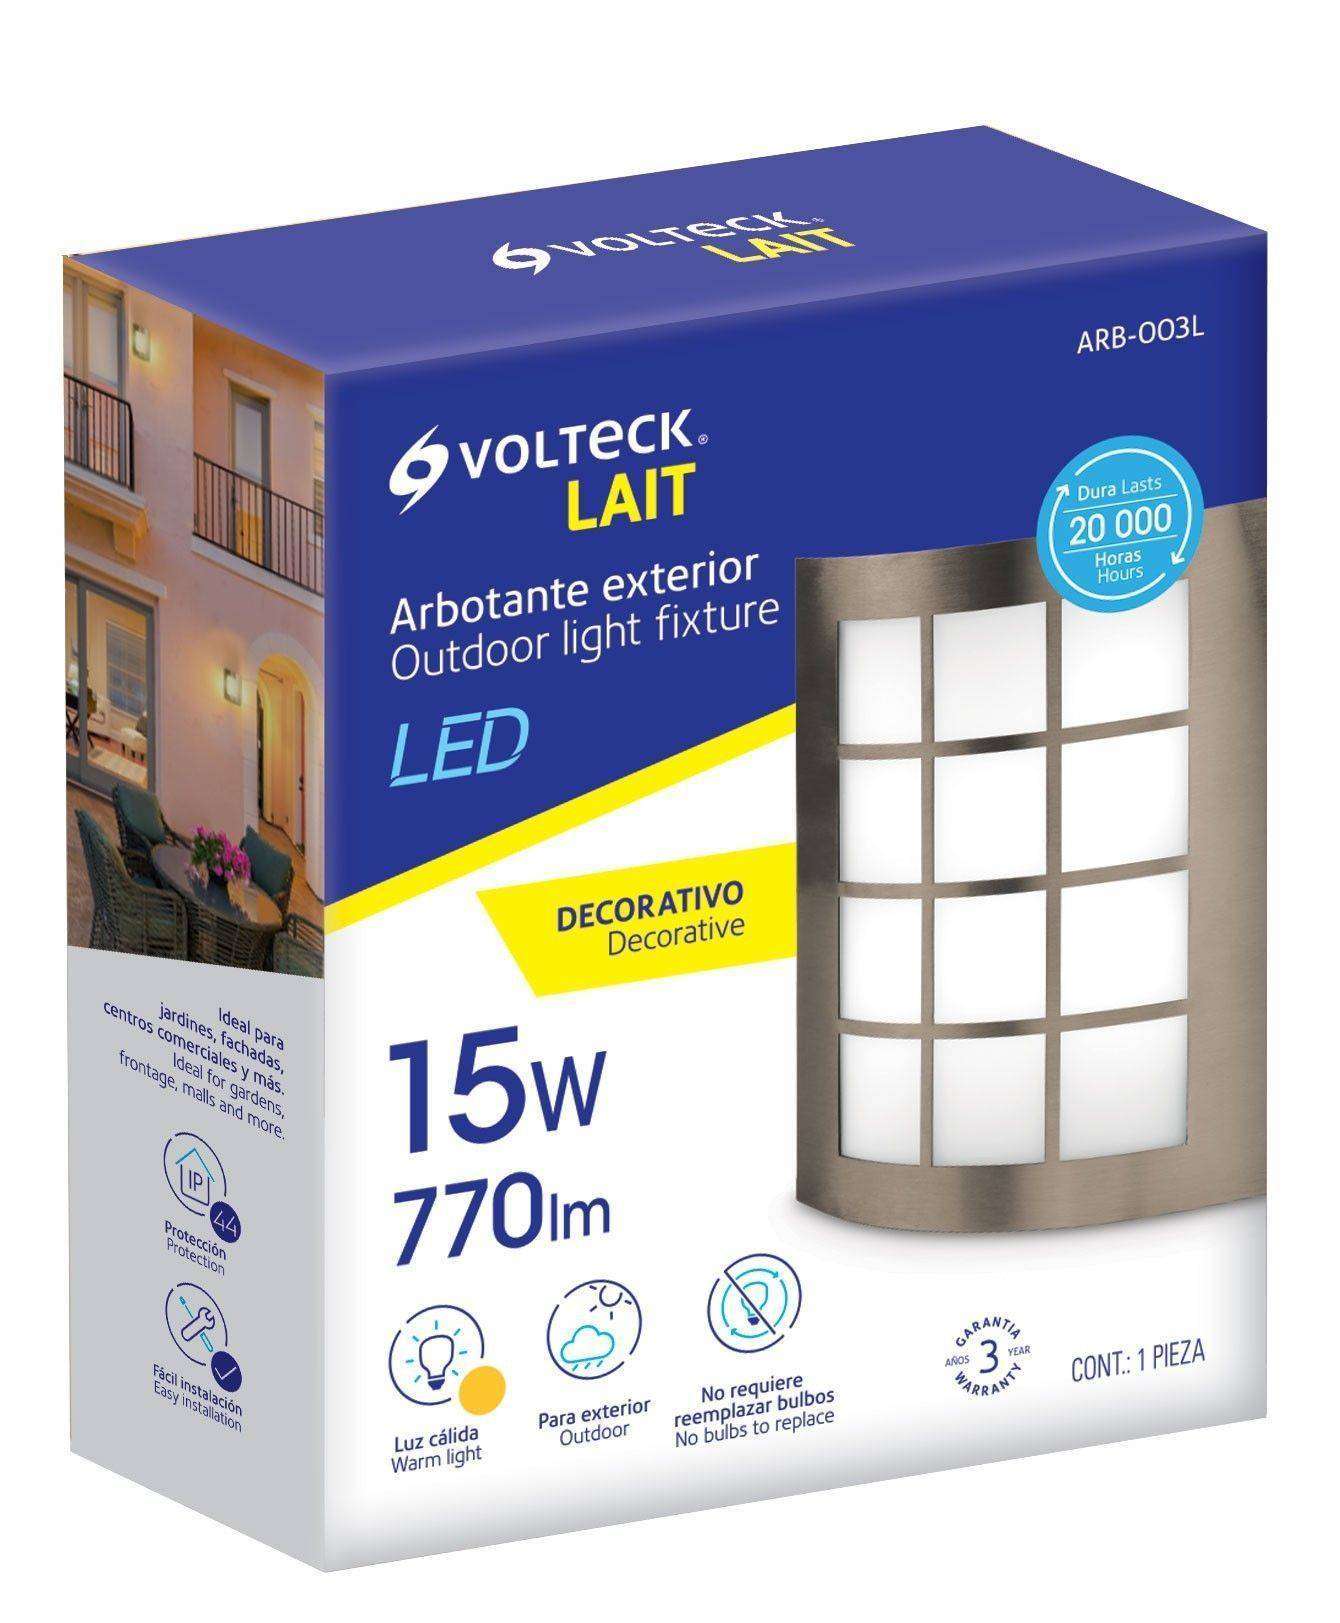 VOLTECK®
LAIT
ARB-003L
VOLTECK®
LAIT
Arbotante exterior
Outdoor light fixture
LED
Dura Lasts
20 000
Horas
Hours
DECORATIVO
Decorative
15W
770lm
Luz cálida
Warm light
Para exterior
Outdoor
No requiere
reemplazar bulbos
No bulbs to replace
GARANTÍA
AÑOS 3 YEAR
WARRANTY
CONT.: 1 PIEZA
Ideal para
jardines, fachadas,
centros comerciales y más.
Ideal for gardens,
frontage, malls and more.
IP
44
Protección
Protection
Fácil instalación
Easy installation